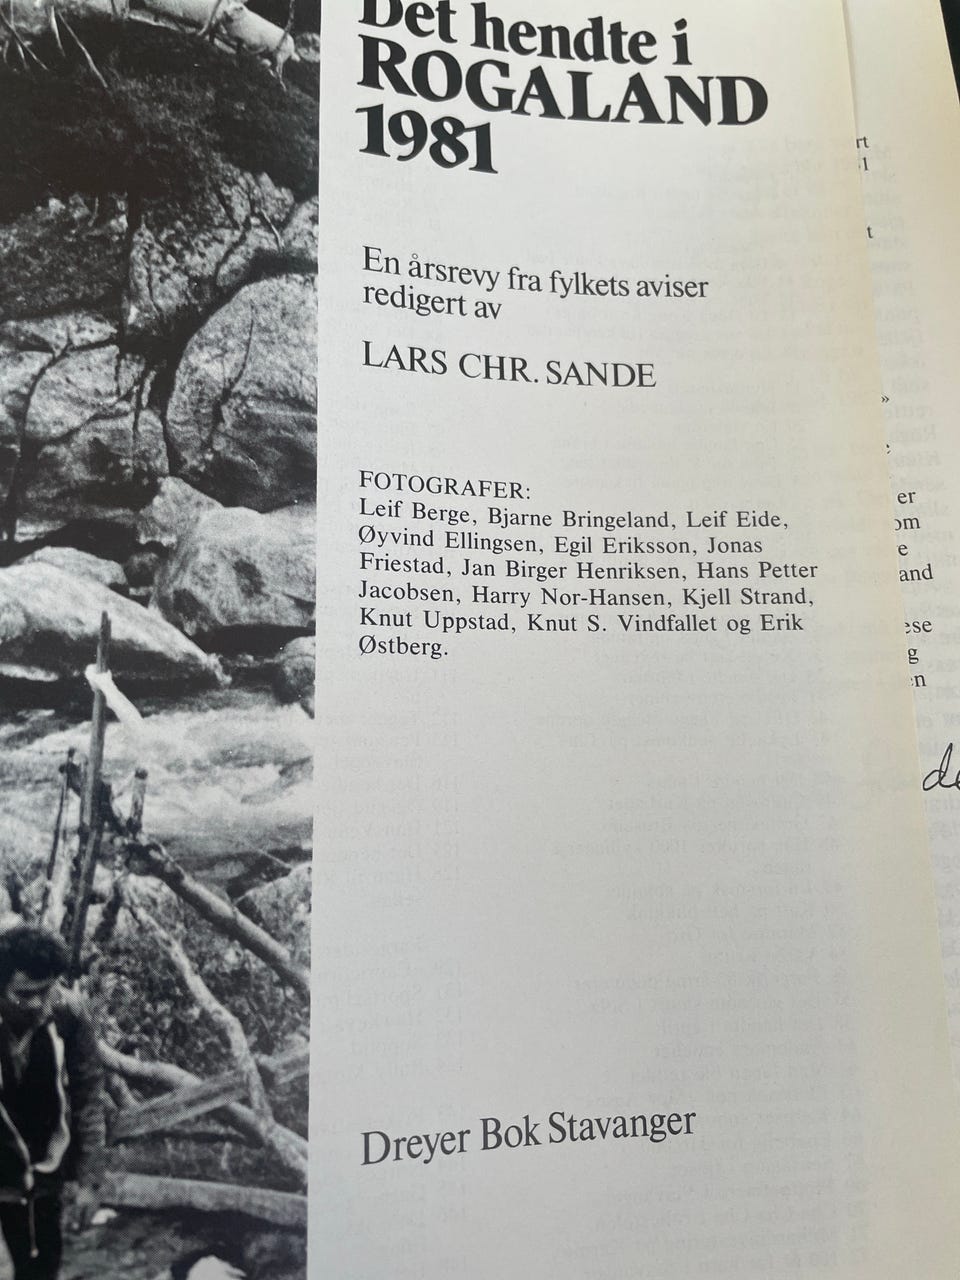 Det hendte i
ROGALAND
1981
En årsrevy fra fylkets aviser
redigert av
LARS CHR. SANDE
FOTOGRAFER:
Leif Berge, Bjarne Bringeland, Leif Eide,
Øyvind Ellingsen, Egil Eriksson, Jonas
Friestad, Jan Birger Henriksen, Hans Petter
Jacobsen, Harry Nor-Hansen, Kjell Strand,
Knut Uppstad, Knut S. Vindfallet og Erik
Østberg.
Dreyer Bok Stavanger